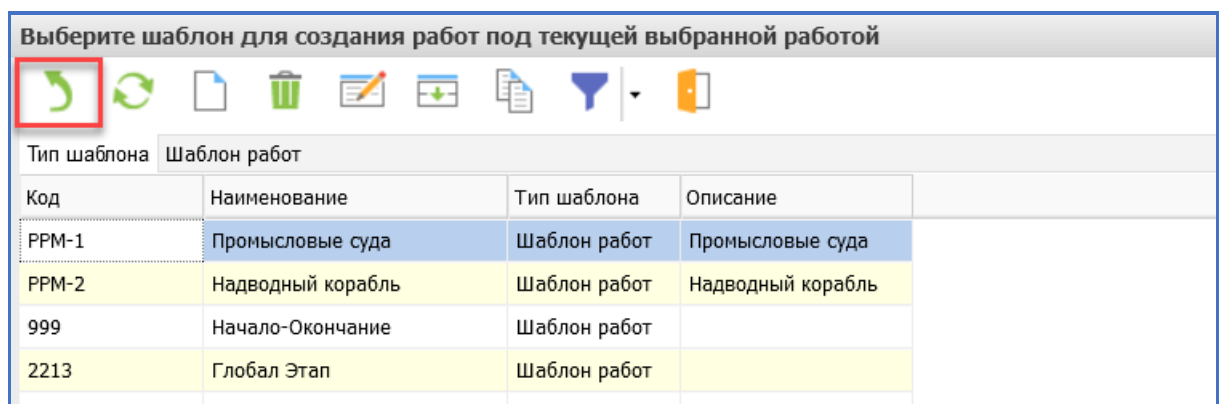 Выберите шаблон для создания работ под текущей выбранной работой
Тип шаблона Шаблон работ
Код Наименование Тип шаблона Описание
PPM-1 Промысловые суда Шаблон работ Промысловые суда
PPM-2 Надводный корабль Шаблон работ Надводный корабль
999 Начало-Окончание Шаблон работ
2213 Глобал Этап Шаблон работ